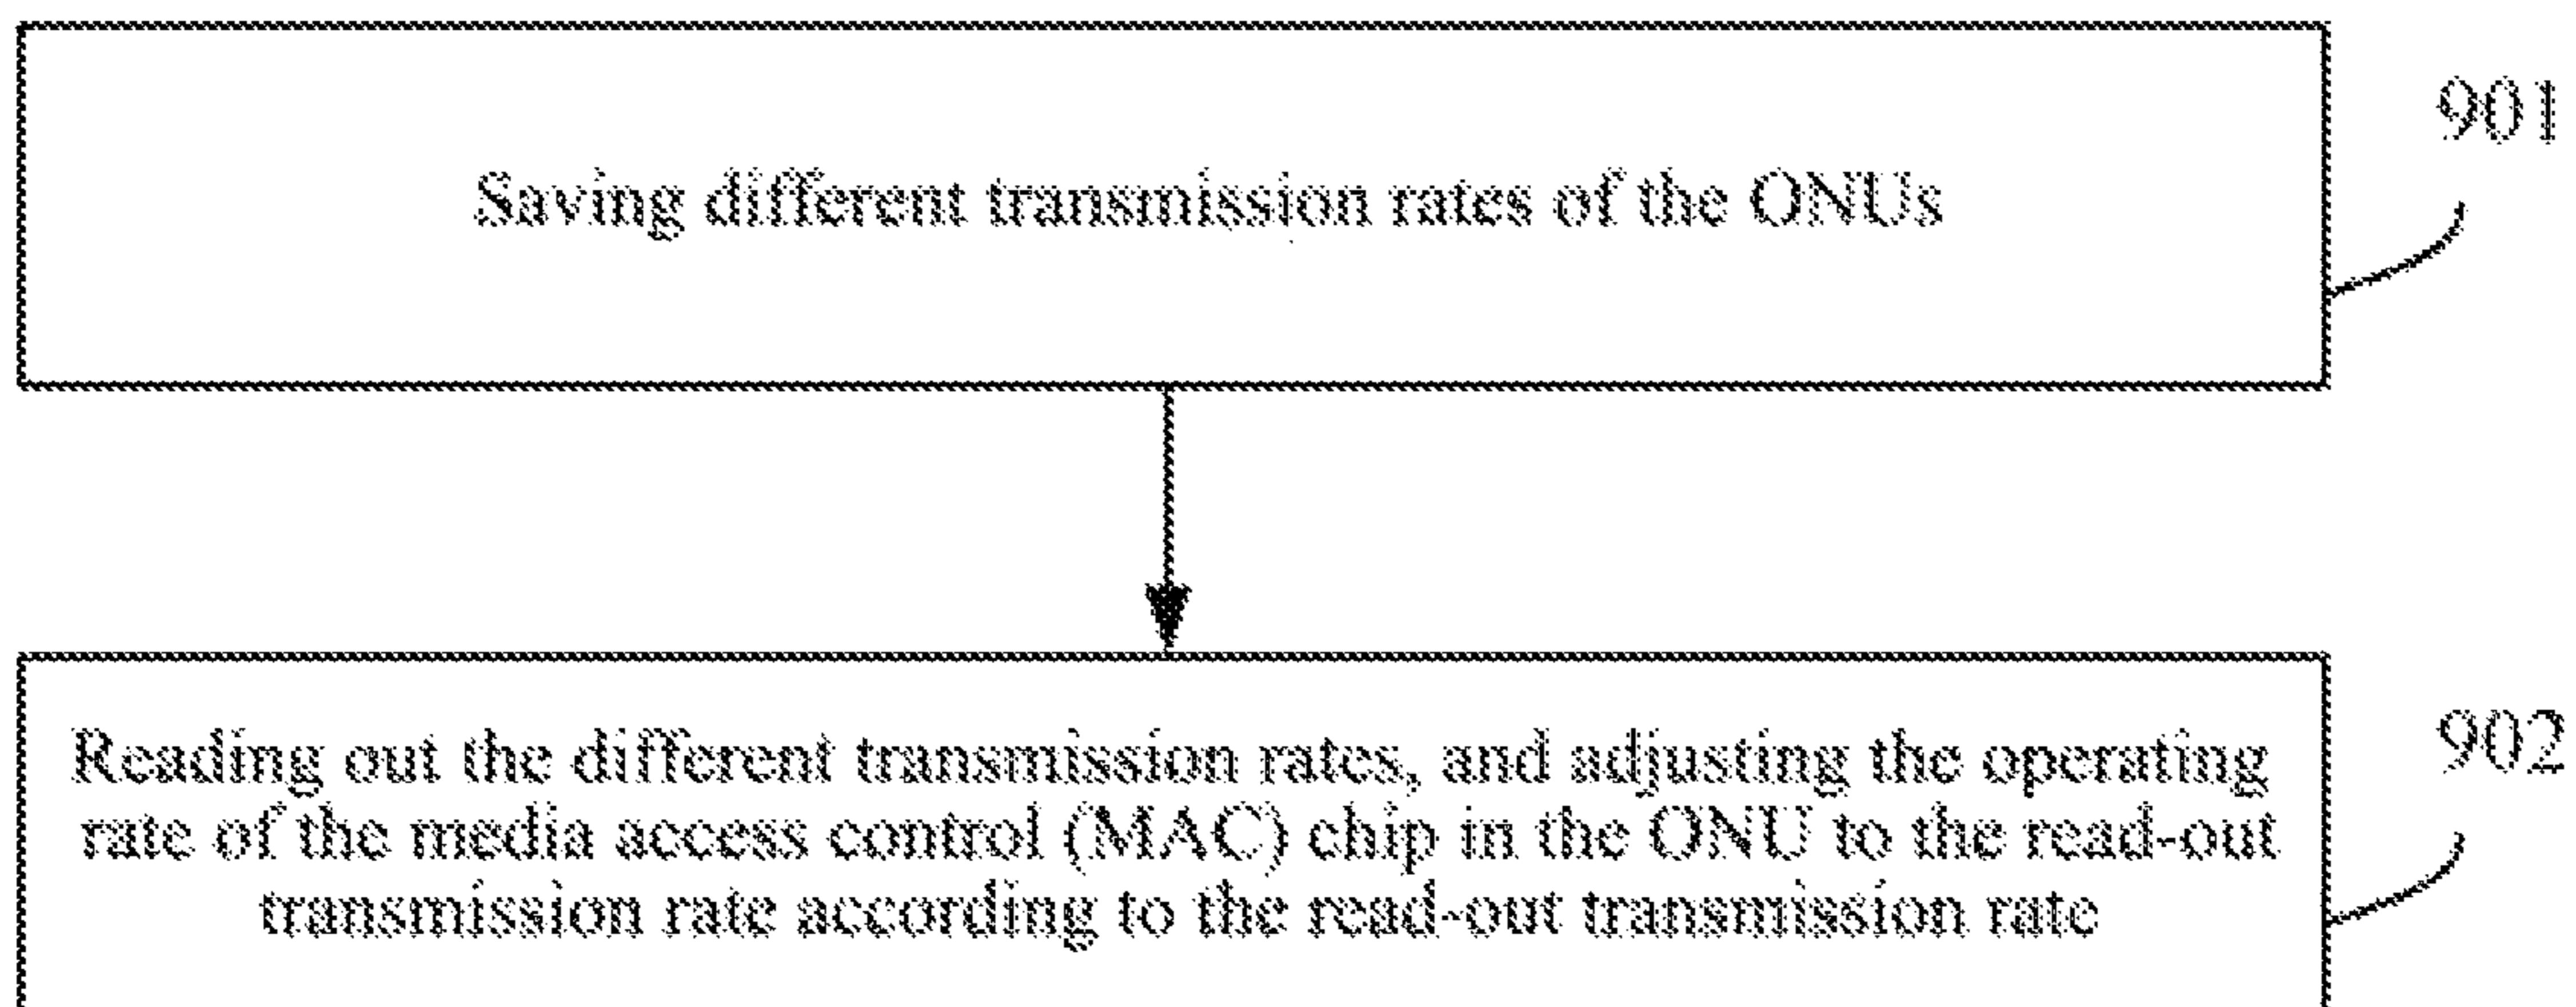 901
Saving different transmission rates of the ONUs
902
Reading out the different transmission rates, and adjusting the operating
rate of the media access control (MAC) chip in the ONU to the read-out
transmission rate according to the read-out transmission rate